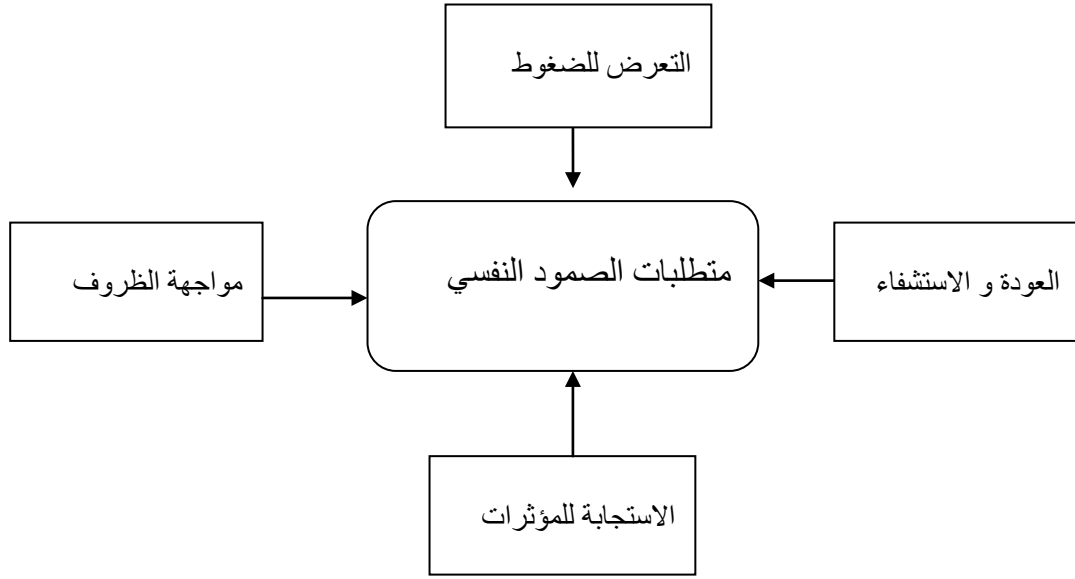 التعرض للضغوط
متطلبات الصمود النفسي
العودة و الاستشفاء
مواجهة الظروف
الاستجابة للمؤثرات